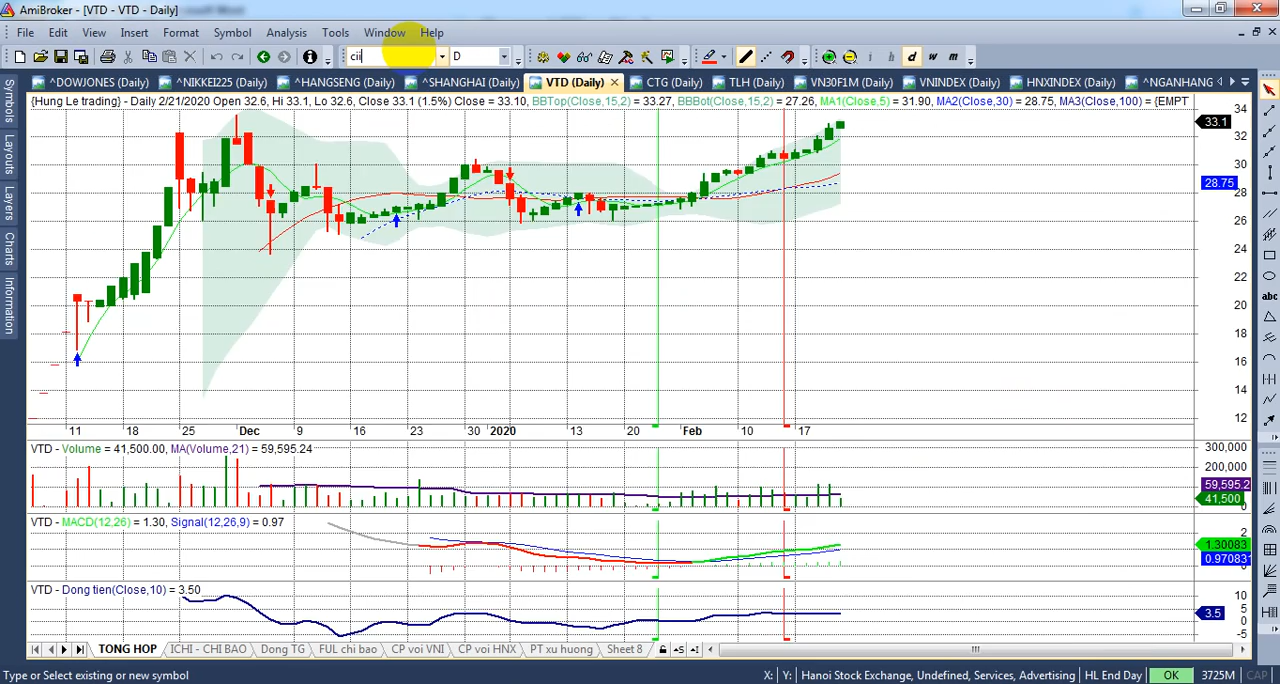 AmiBroker - [VTD - VTD - Daily]
File Edit View Insert Format Symbol Analysis Tools Window Help
cii D i h d w m
^DOWJONES (Daily) ^NIKKEI225 (Daily) ^HANGSENG (Daily) ^SHANGHAI (Daily) VTD (Daily) CTG (Daily) TLH (Daily) VN30F1M (Daily) VNINDEX (Daily) HNXINDEX (Daily) ^NGANHANG
{Hung Le trading} - Daily 2/21/2020 Open 32.6, Hi 33.1, Lo 32.6, Close 33.1 (1.5%) Close = 33.10, BBTop(Close,15,2) = 33.27, BBBot(Close,15,2) = 27.26, MA1(Close,5) = 31.90, MA2(Close,30) = 28.75, MA3(Close,100) = {EMPT
Symbols
Layouts
Layers
Charts
Information
34
33.1
32
30
28.75
28
26
24
22
20
18
16
14
12
abc
11 18 25 Dec 9 16 23 30 2020 13 20 Feb 10 17
VTD - Volume = 41,500.00, MA(Volume,21) = 59,595.24
300,000
200,000
59,595.2
41,500
VTD - MACD(12,26) = 1.30, Signal(12,26,9) = 0.97
2
1.30083
0.97083
0
VTD - Dong tien(Close,10) = 3.50
10
5
3.5
0
-5
TONG HOP ICHI - CHI BAO Dong TG FUL chi bao CP voi VNI CP voi HNX PT xu huong Sheet 8
Type or Select existing or new symbol X: Y: Hanoi Stock Exchange, Undefined, Services, Advertising HL End Day OK 3725M CAP